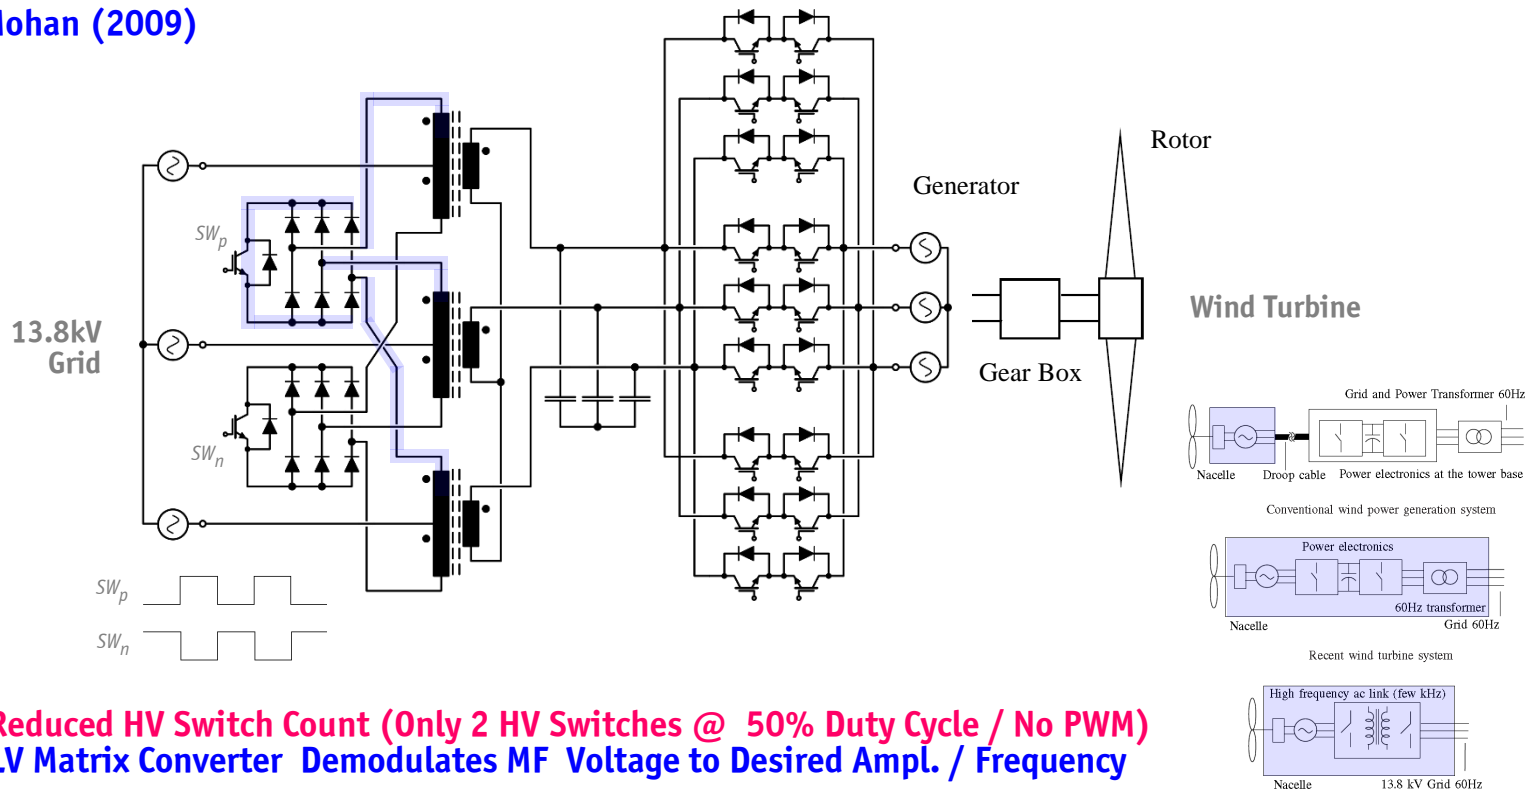 Mohan (2009)
Rotor
Generator
SWp
Wind Turbine
13.8kV
Grid
Gear Box
SWn
Grid and Power Transformer 60Hz
Nacelle
Droop cable
Power electronics at the tower base
Conventional wind power generation system
Power electronics
60Hz transformer
Nacelle
Grid 60Hz
Recent wind turbine system
SWp
SWn
High frequency ac link (few kHz)
Nacelle
13.8 kV Grid 60Hz
Reduced HV Switch Count (Only 2 HV Switches @ 50% Duty Cycle / No PWM)
LV Matrix Converter Demodulates MF Voltage to Desired Ampl. / Frequency